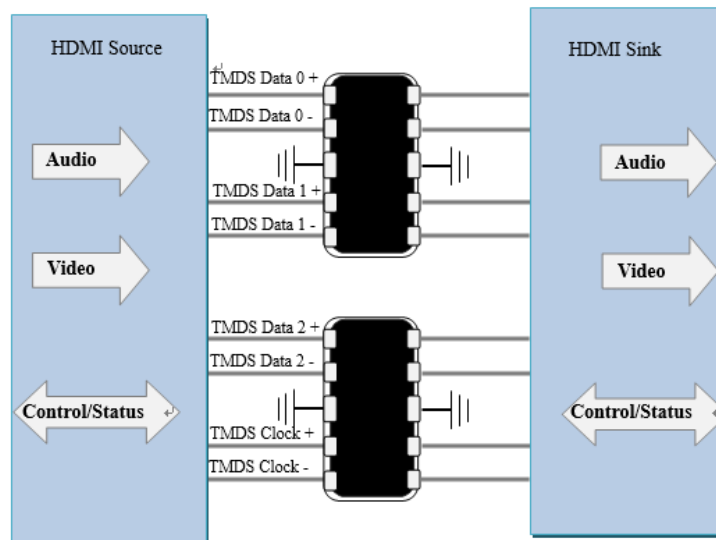 HDMI Source
HDMI Sink
TMDS Data 0 +
TMDS Data 0 -
Audio
Audio
TMDS Data 1 +
TMDS Data 1 -
Video
Video
TMDS Data 2 +
TMDS Data 2 -
Control/Status
Control/Status
TMDS Clock +
TMDS Clock -